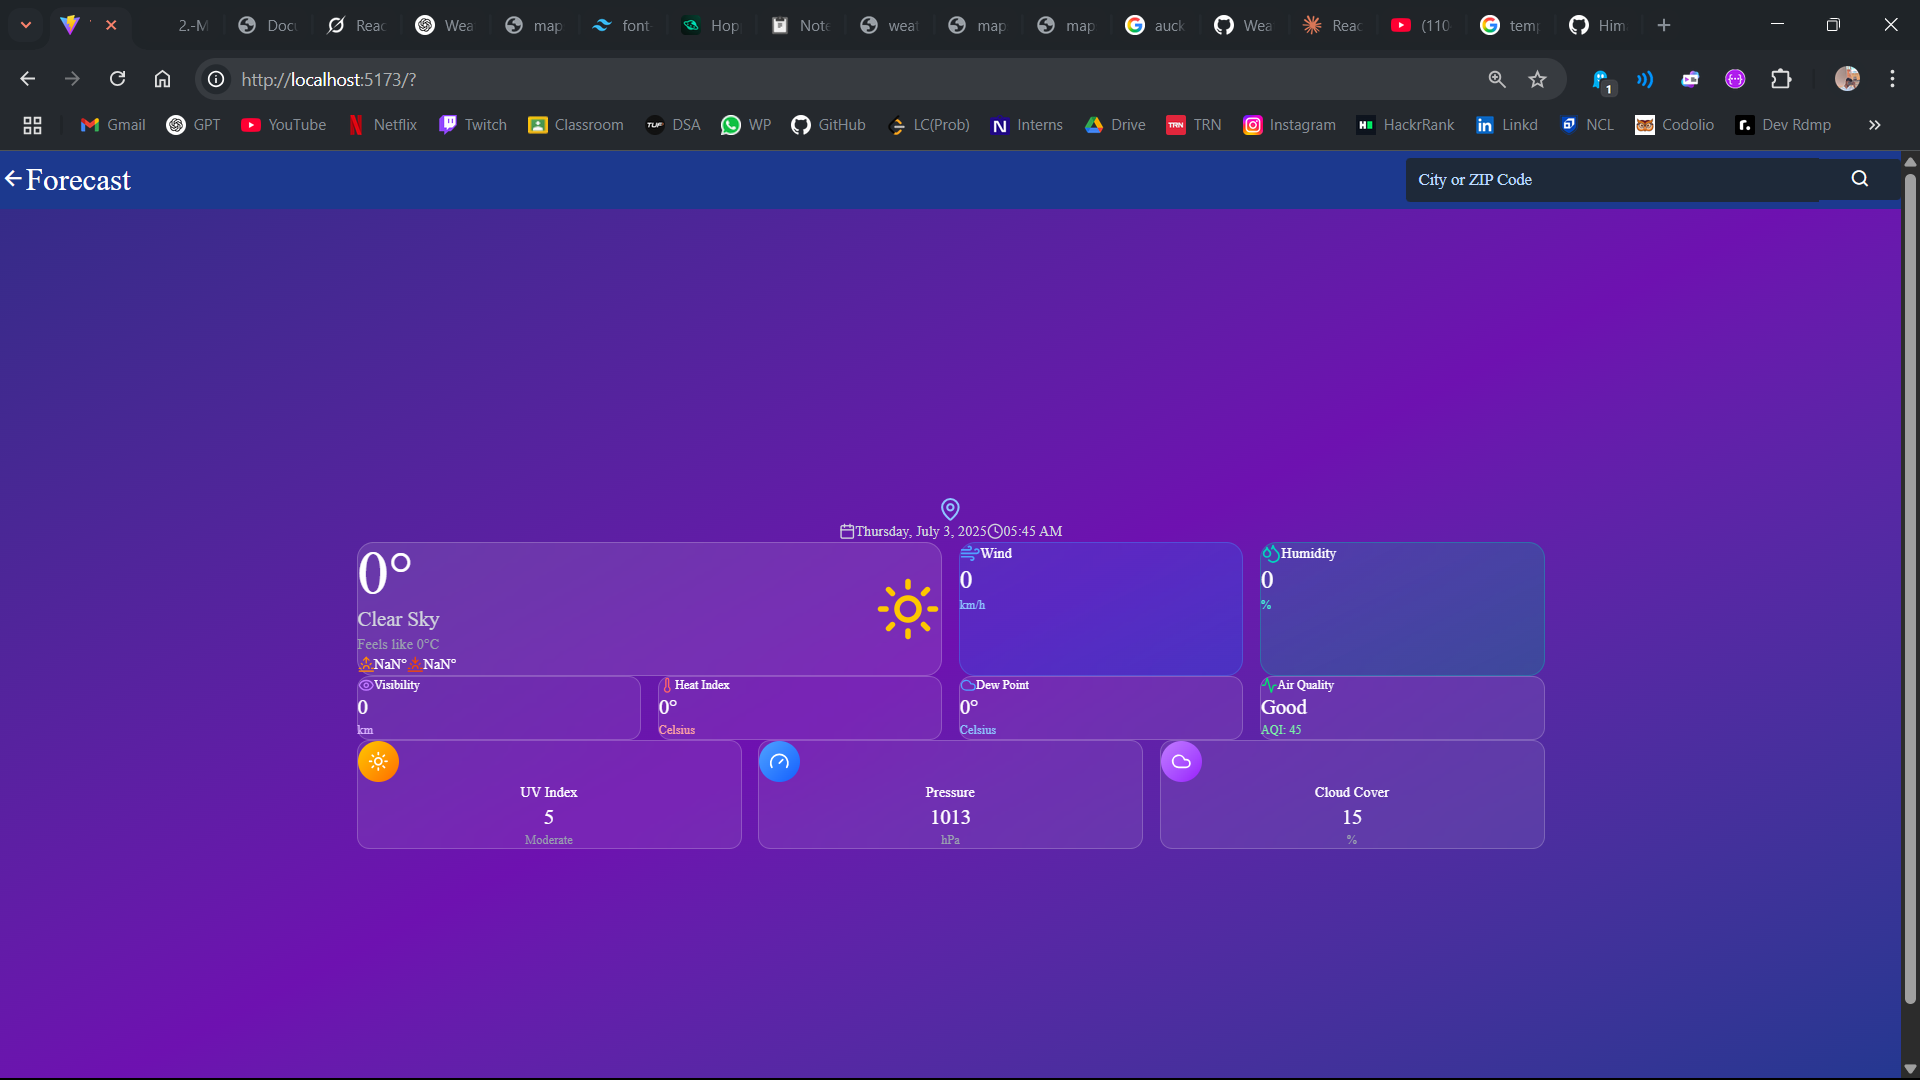 2.-M Docu Reac Wea map font- Hop Note weat map map auck Wea Reac (110 temp Him
http://localhost:5173/?
1
Gmail GPT YouTube Netflix Twitch Classroom TUF DSA WP GitHub LC(Prob) Interns Drive TRN TRN Instagram HackrRank Linkd NCL Codolio Dev Rdmp
Forecast
City or ZIP Code
Thursday, July 3, 2025 05:45 AM
0°
Clear Sky
Feels like 0°C
NaN° NaN°
Wind
0
km/h
Humidity
0
%
Visibility
0
km
Heat Index
0°
Celsius
Dew Point
0°
Celsius
Air Quality
Good
AQI: 45
UV Index
5
Moderate
Pressure
1013
hPa
Cloud Cover
15
%